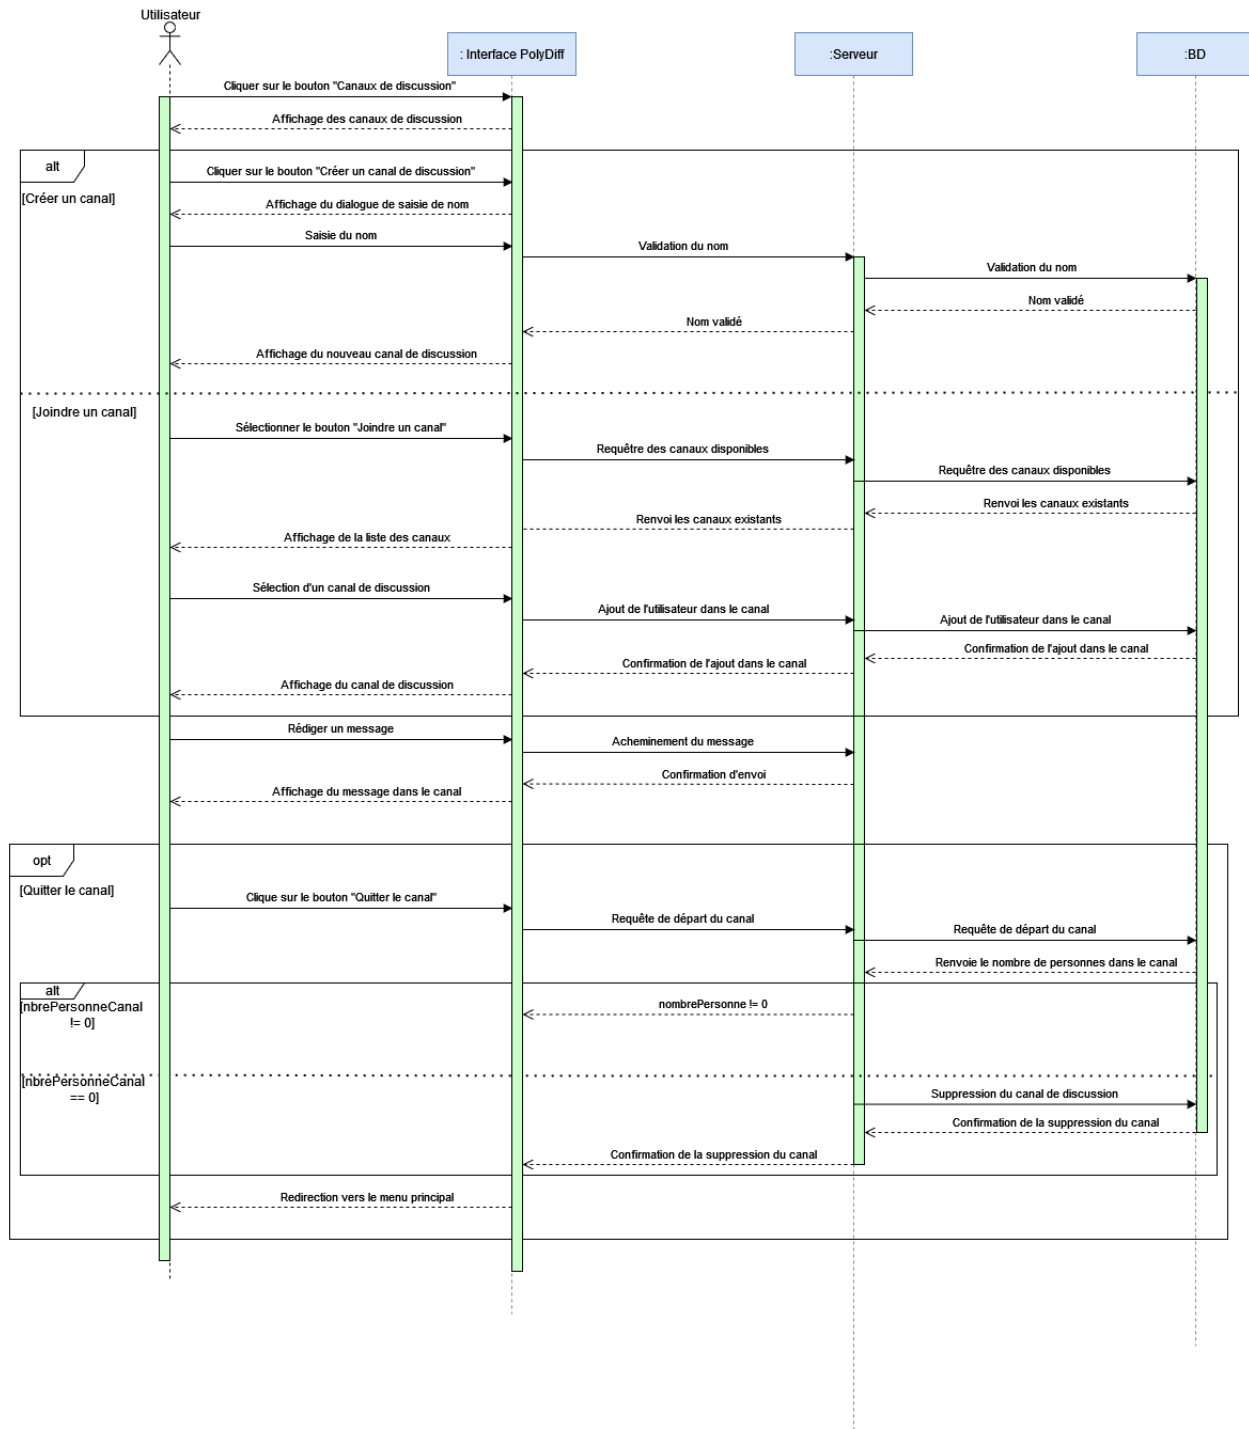 Utilisateur
: Interface PolyDiff
:Serveur
:BD
Cliquer sur le bouton "Canaux de discussion"
Affichage des canaux de discussion
alt
Cliquer sur le bouton "Créer un canal de discussion"
[Créer un canal]
Affichage du dialogue de saisie de nom
Saisie du nom
Validation du nom
Validation du nom
Nom validé
Nom validé
Affichage du nouveau canal de discussion
[Joindre un canal]
Sélectionner le bouton "Joindre un canal"
Requêtre des canaux disponibles
Requêtre des canaux disponibles
Renvoi les canaux existants
Renvoi les canaux existants
Affichage de la liste des canaux
Sélection d'un canal de discussion
Ajout de l'utilisateur dans le canal
Ajout de l'utilisateur dans le canal
Confirmation de l'ajout dans le canal
Confirmation de l'ajout dans le canal
Affichage du canal de discussion
Rédiger un message
Acheminement du message
Confirmation d'envoi
Affichage du message dans le canal
opt
[Quitter le canal]
Clique sur le bouton "Quitter le canal"
Requête de départ du canal
Requête de départ du canal
Renvoie le nombre de personnes dans le canal
alt
[nbrePersonneCanal
!= 0]
nombrePersonne != 0
[nbrePersonneCanal
== 0]
Suppression du canal de discussion
Confirmation de la suppression du canal
Confirmation de la suppression du canal
Redirection vers le menu principal